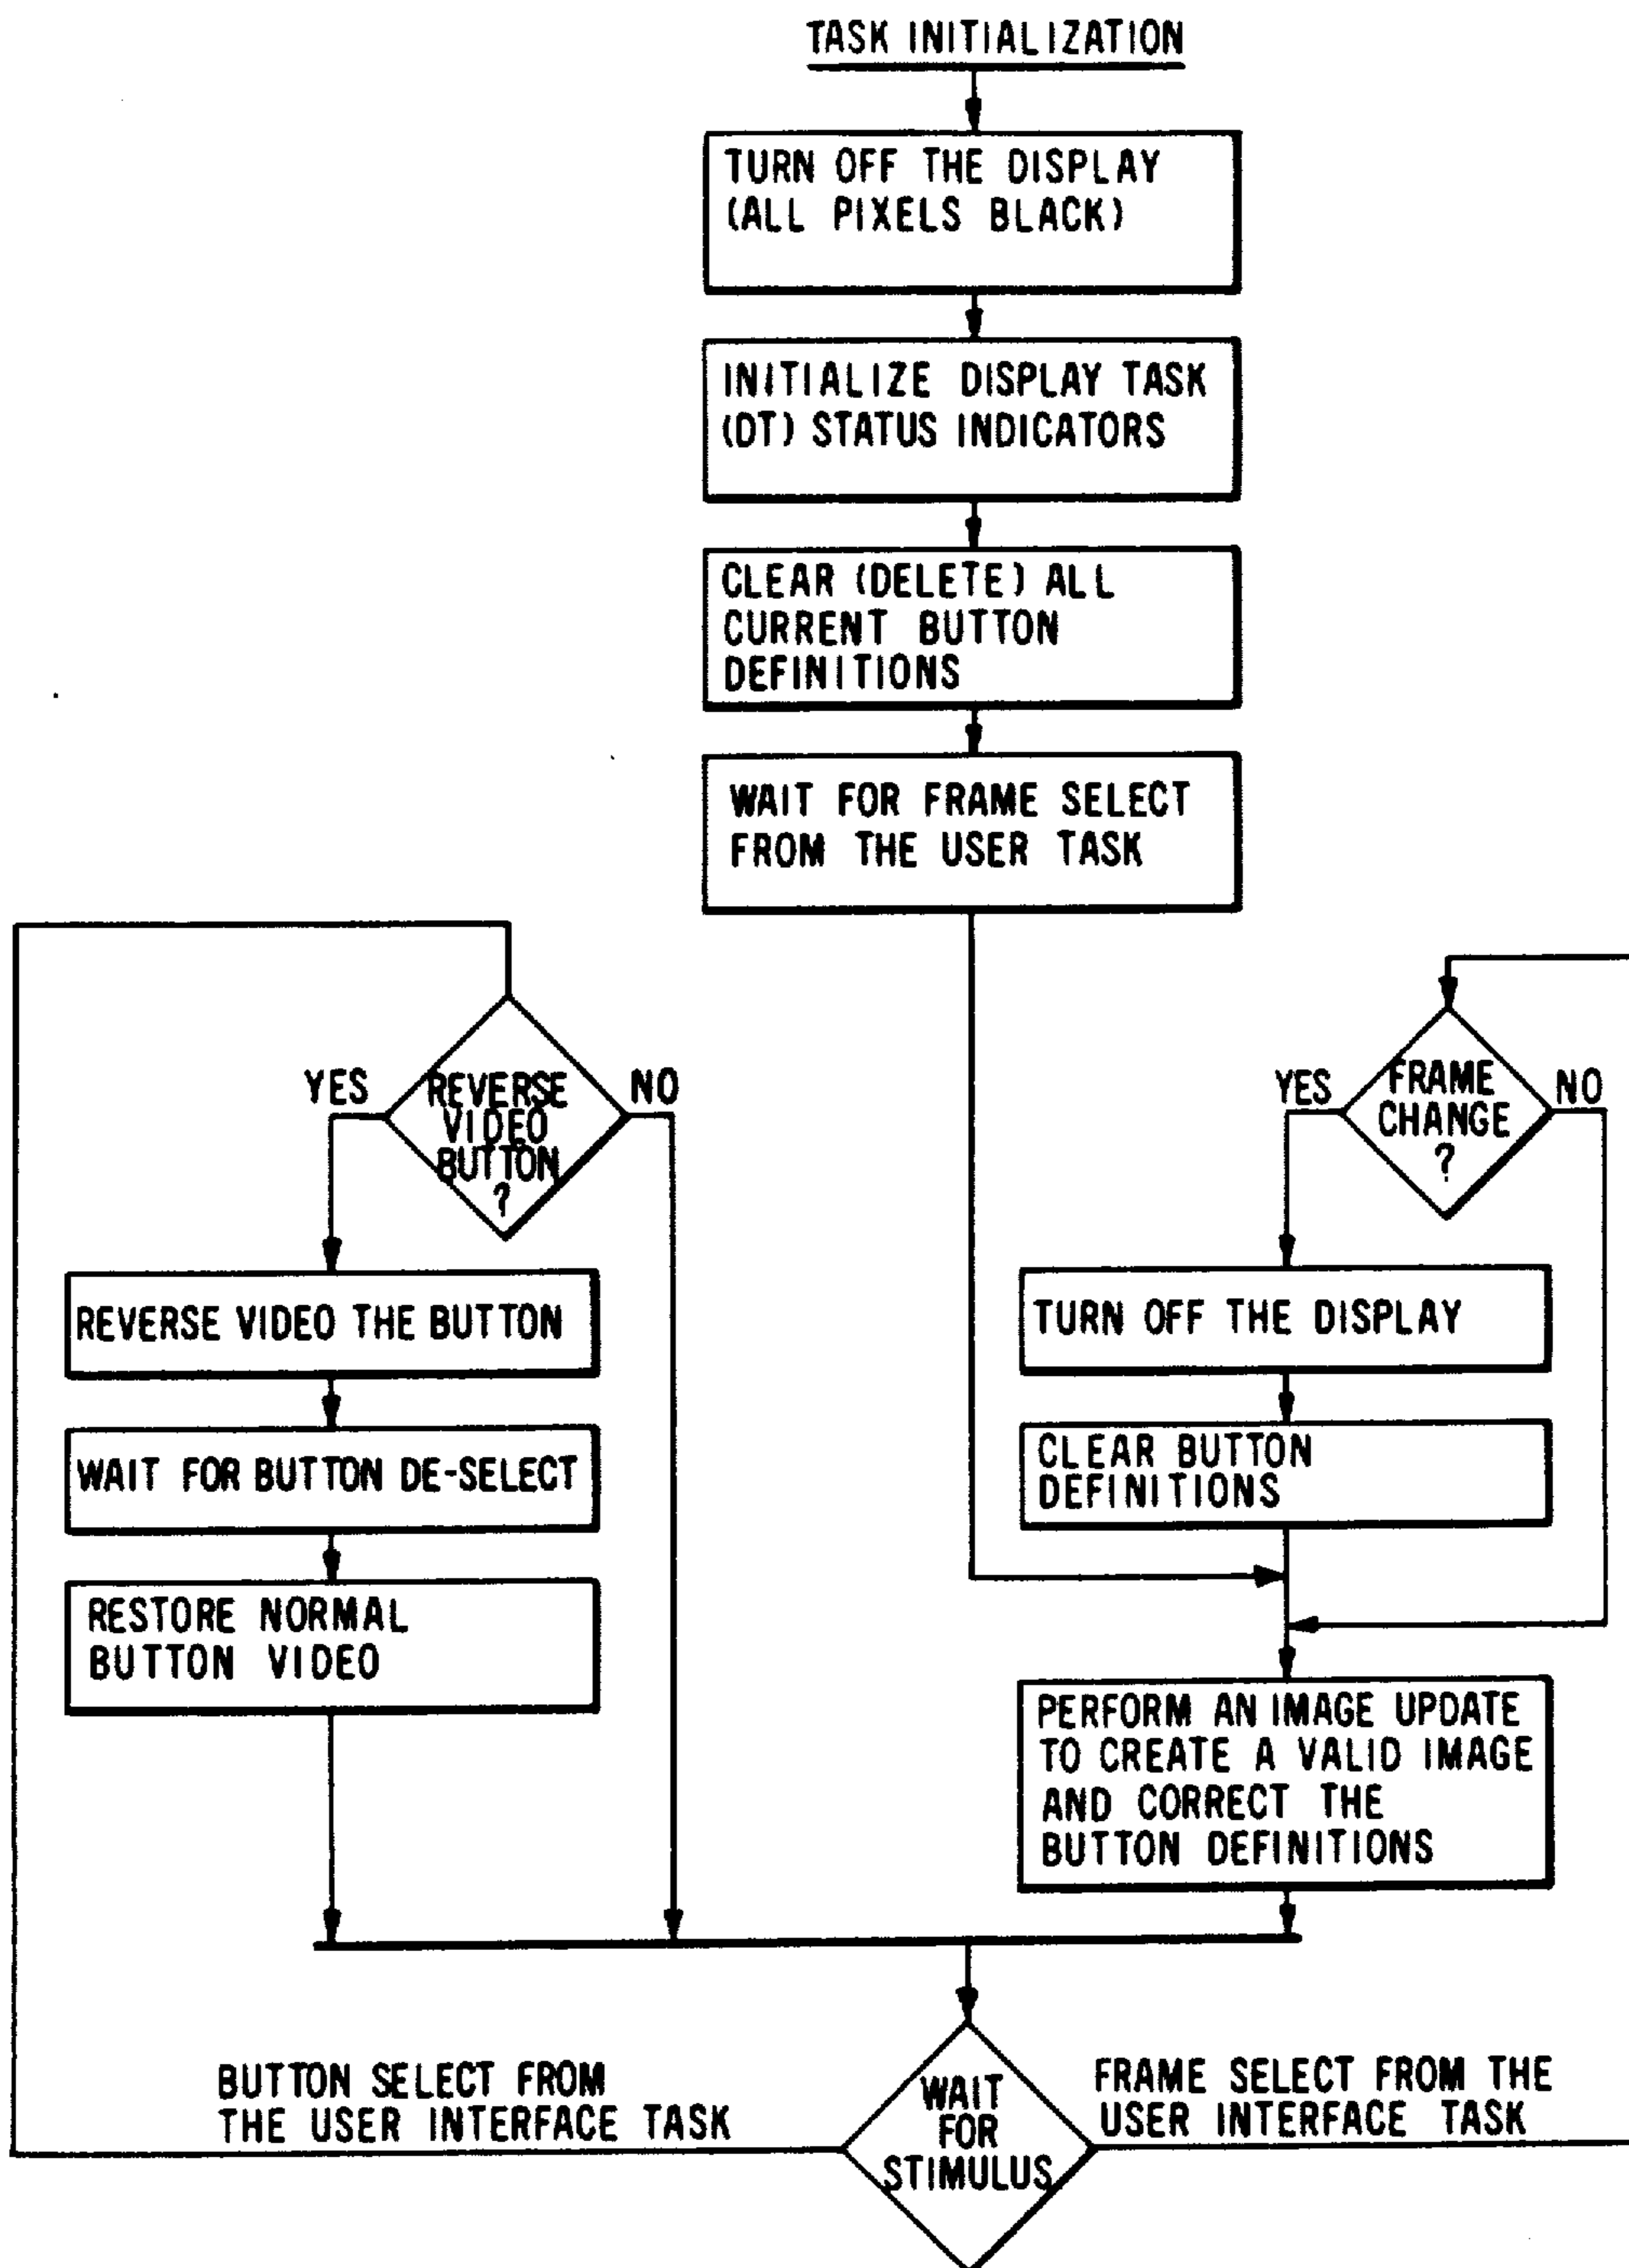 TASK INITIALIZATION
TURN OFF THE DISPLAY
(ALL PIXELS BLACK)
INITIALIZE DISPLAY TASK
(DT) STATUS INDICATORS
CLEAR (DELETE) ALL
CURRENT BUTTON
DEFINITIONS
WAIT FOR FRAME SELECT
FROM THE USER TASK
YES
REVERSE
VIDEO
BUTTON
?
NO
REVERSE VIDEO THE BUTTON
WAIT FOR BUTTON DE-SELECT
RESTORE NORMAL
BUTTON VIDEO
YES
FRAME
CHANGE
?
NO
TURN OFF THE DISPLAY
CLEAR BUTTON
DEFINITIONS
PERFORM AN IMAGE UPDATE
TO CREATE A VALID IMAGE
AND CORRECT THE
BUTTON DEFINITIONS
BUTTON SELECT FROM
THE USER INTERFACE TASK
WAIT
FOR
STIMULUS
FRAME SELECT FROM THE
USER INTERFACE TASK